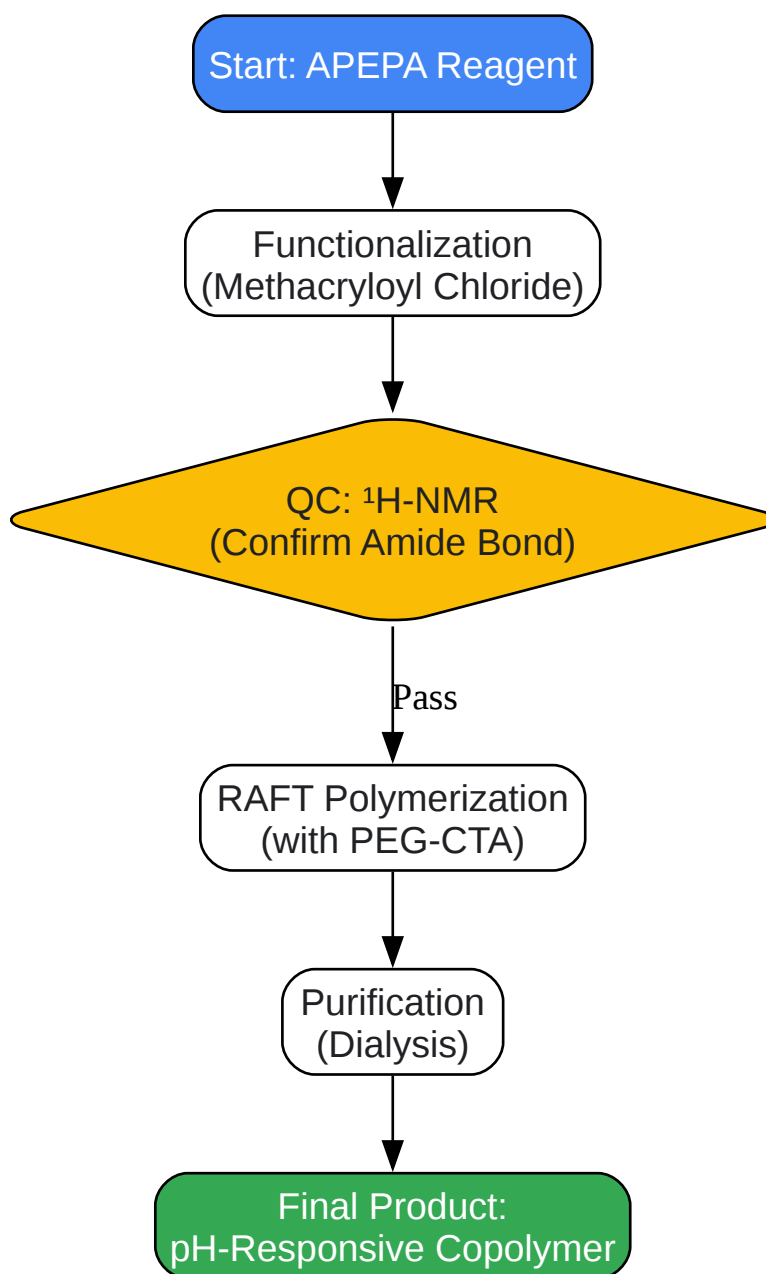 Start: APEPA Reagent
Functionalization
(Methacryloyl Chloride)
QC: ¹H-NMR
(Confirm Amide Bond)
Pass
RAFT Polymerization
(with PEG-CTA)
Purification
(Dialysis)
Final Product:
pH-Responsive Copolymer